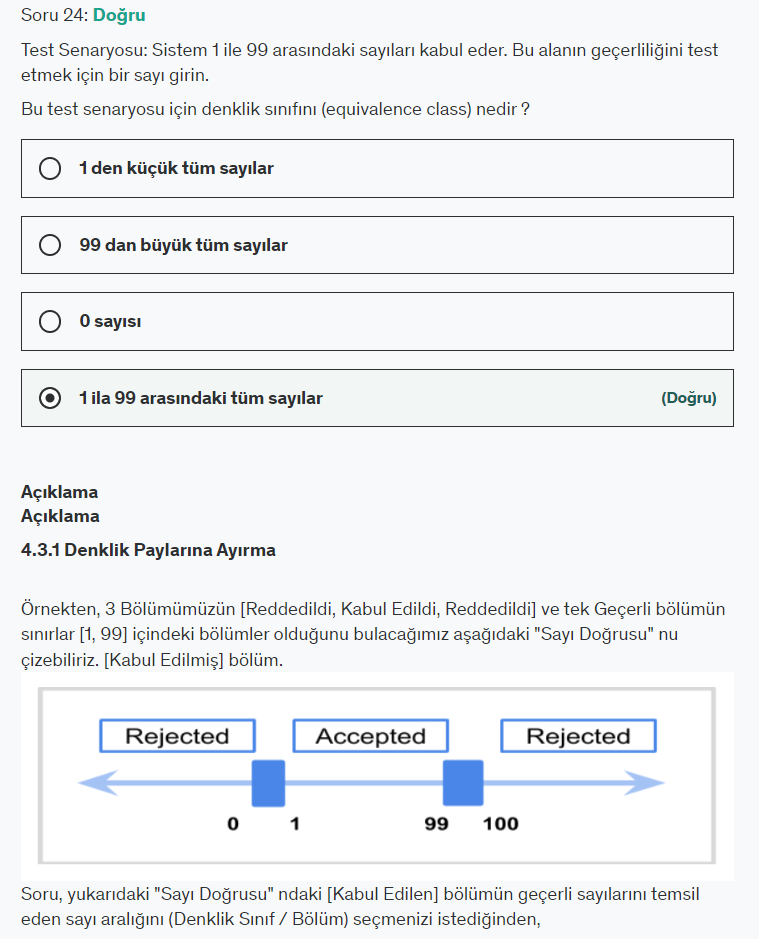 Soru 24: Doğru
Test Senaryosu: Sistem 1 ile 99 arasındaki sayıları kabul eder. Bu alanın geçerliliğini test
etmek için bir sayı girin.
Bu test senaryosu için denklik sınıfını (equivalence class) nedir ?
1 den küçük tüm sayılar
99 dan büyük tüm sayılar
0 sayısı
1 ila 99 arasındaki tüm sayılar (Doğru)
Açıklama
Açıklama
4.3.1 Denklik Paylarına Ayırma
Örnekten, 3 Bölümümüzün [Reddedildi, Kabul Edildi, Reddedildi] ve tek Geçerli bölümün
sınırlar [1, 99] içindeki bölümler olduğunu bulacağımız aşağıdaki "Sayı Doğrusu" nu
çizebiliriz. [Kabul Edilmiş] bölüm.
Rejected Accepted Rejected
0 1 99 100
Soru, yukarıdaki "Sayı Doğrusu" ndaki [Kabul Edilen] bölümün geçerli sayılarını temsil
eden sayı aralığını (Denklik Sınıf / Bölüm) seçmenizi istediğinden,